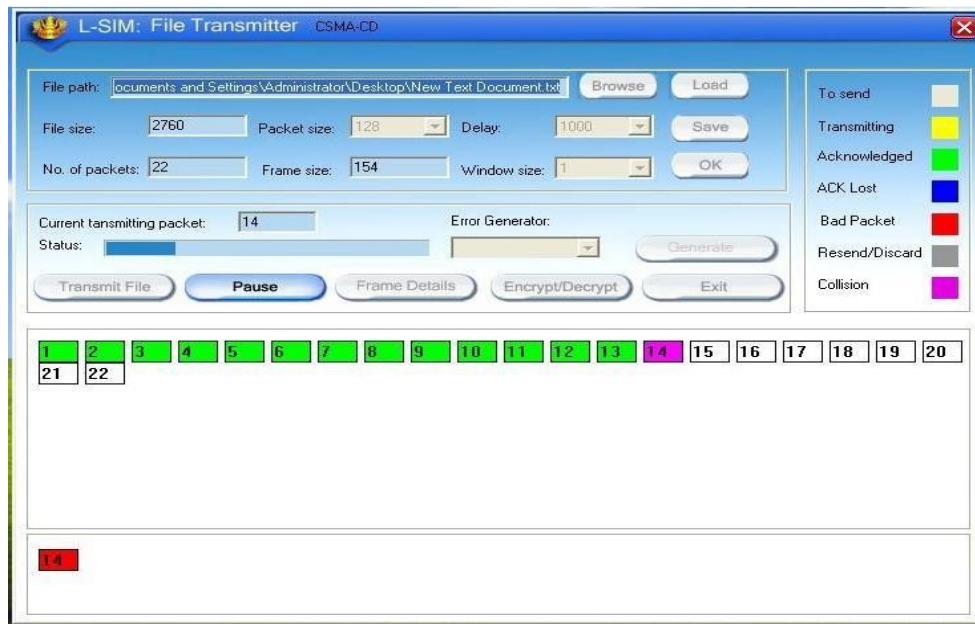 L-SIM: File Transmitter CSMA-CD
File path: ocuments and Settings\Administrator\Desktop\New Text Document.txt Browse Load
File size: 2760 Packet size: 128 Delay: 1000 Save
No. of packets: 22 Frame size: 154 Window size: 1 OK
Current tansmitting packet: 14 Error Generator:
Status: Generate
Transmit File Pause Frame Details Encrypt/Decrypt Exit
To send
Transmitting
Acknowledged
ACK Lost
Bad Packet
Resend/Discard
Collision
1 2 3 4 5 6 7 8 9 10 11 12 13 14 15 16 17 18 19 20
21 22
14